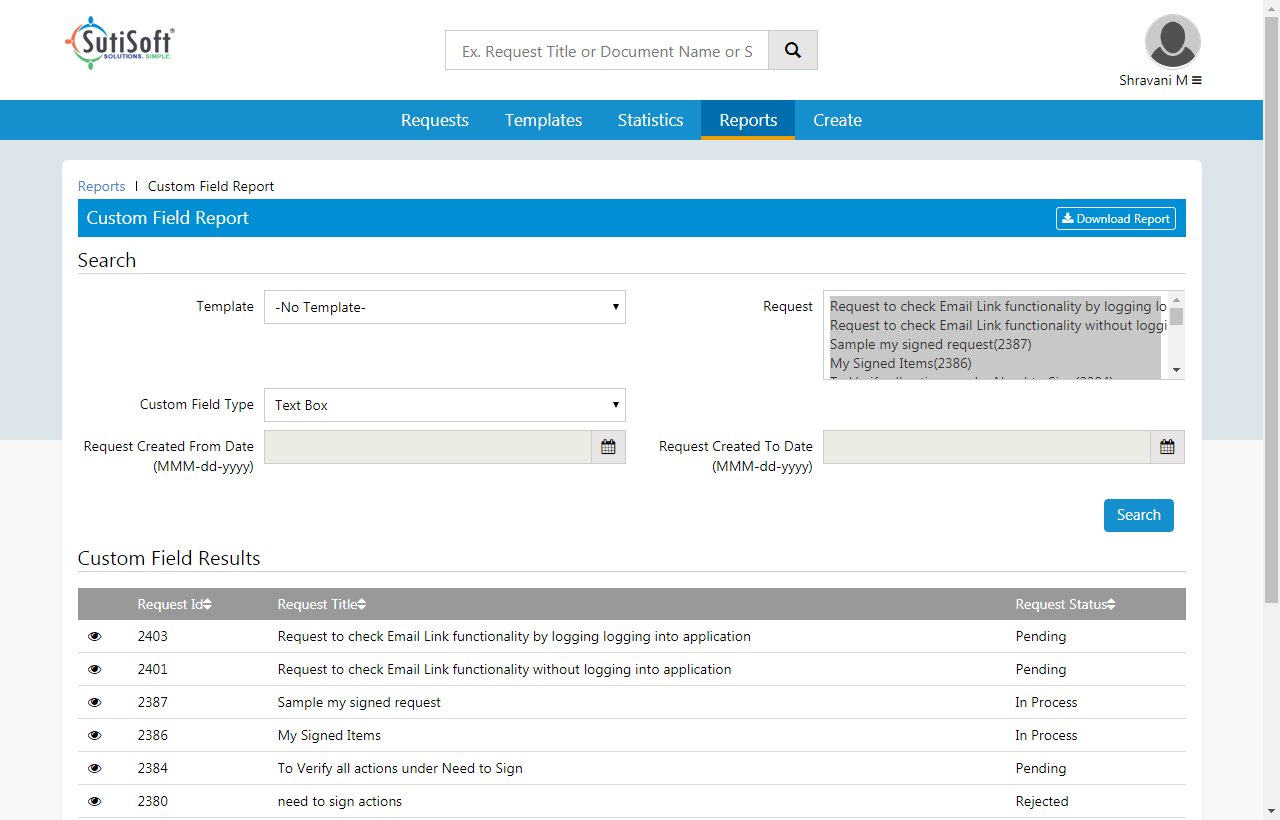 SutiSoft®
SOLUTIONS. SIMPLE.
Ex. Request Title or Document Name or S
Shravani M
Requests Templates Statistics Reports Create
Reports | Custom Field Report
Custom Field Report Download Report
Search
Template -No Template- Request
Request to check Email Link functionality by logging lo
Request to check Email Link functionality without loggi
Sample my signed request(2387)
My Signed Items(2386)
Custom Field Type Text Box
Request Created From Date Request Created To Date
(MMM-dd-yyyy) (MMM-dd-yyyy)
Search
Custom Field Results
Request Id Request Title Request Status
2403 Request to check Email Link functionality by logging logging into application Pending
2401 Request to check Email Link functionality without logging into application Pending
2387 Sample my signed request In Process
2386 My Signed Items In Process
2384 To Verify all actions under Need to Sign Pending
2380 need to sign actions Rejected